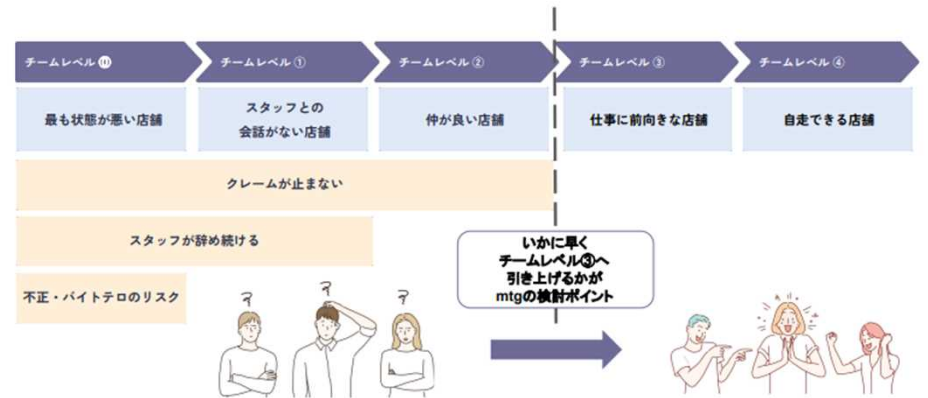 チームレベル⓪
チームレベル①
チームレベル②
チームレベル③
チームレベル④
最も状態が悪い店舗
スタッフとの
会話がない店舗
仲が良い店舗
仕事に前向きな店舗
自走できる店舗
クレームが止まない
スタッフが辞め続ける
不正・バイトテロのリスク
いかに早く
チームレベル③へ
引き上げるかが
mtgの検討ポイント